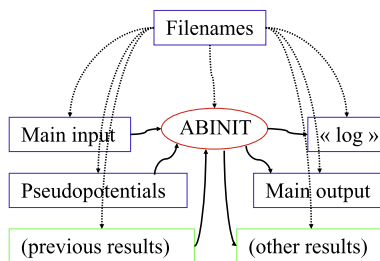 Filenames
Main input
ABINIT
« log »
Pseudopotentials
Main output
(previous results)
(other results)